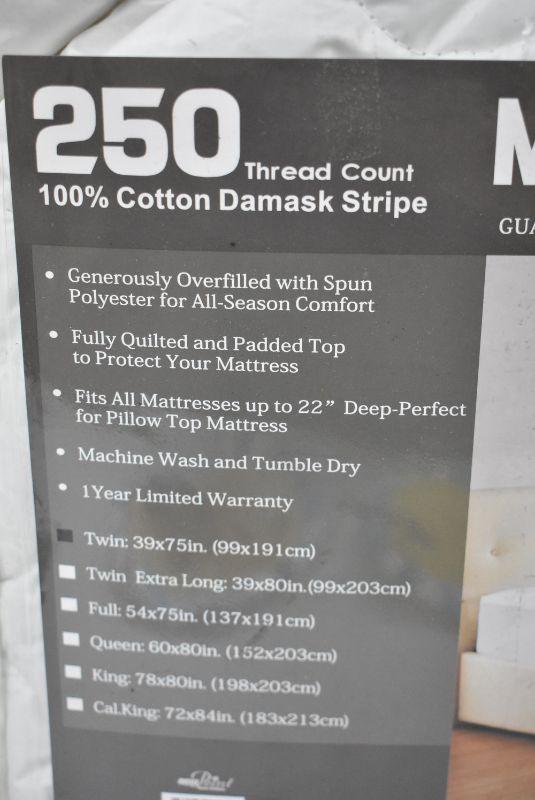 250 Thread Count
100% Cotton Damask Stripe
M
GUA
• Generously Overfilled with Spun
Polyester for All-Season Comfort
• Fully Quilted and Padded Top
to Protect Your Mattress
• Fits All Mattresses up to 22” Deep-Perfect
for Pillow Top Mattress
• Machine Wash and Tumble Dry
• 1Year Limited Warranty
Twin: 39x75in. (99x191cm)
Twin Extra Long: 39x80in.(99x203cm)
Full: 54x75in. (137x191cm)
Queen: 60x80in. (152x203cm)
King: 78x80in. (198x203cm)
Cal.King: 72x84in. (183x213cm)